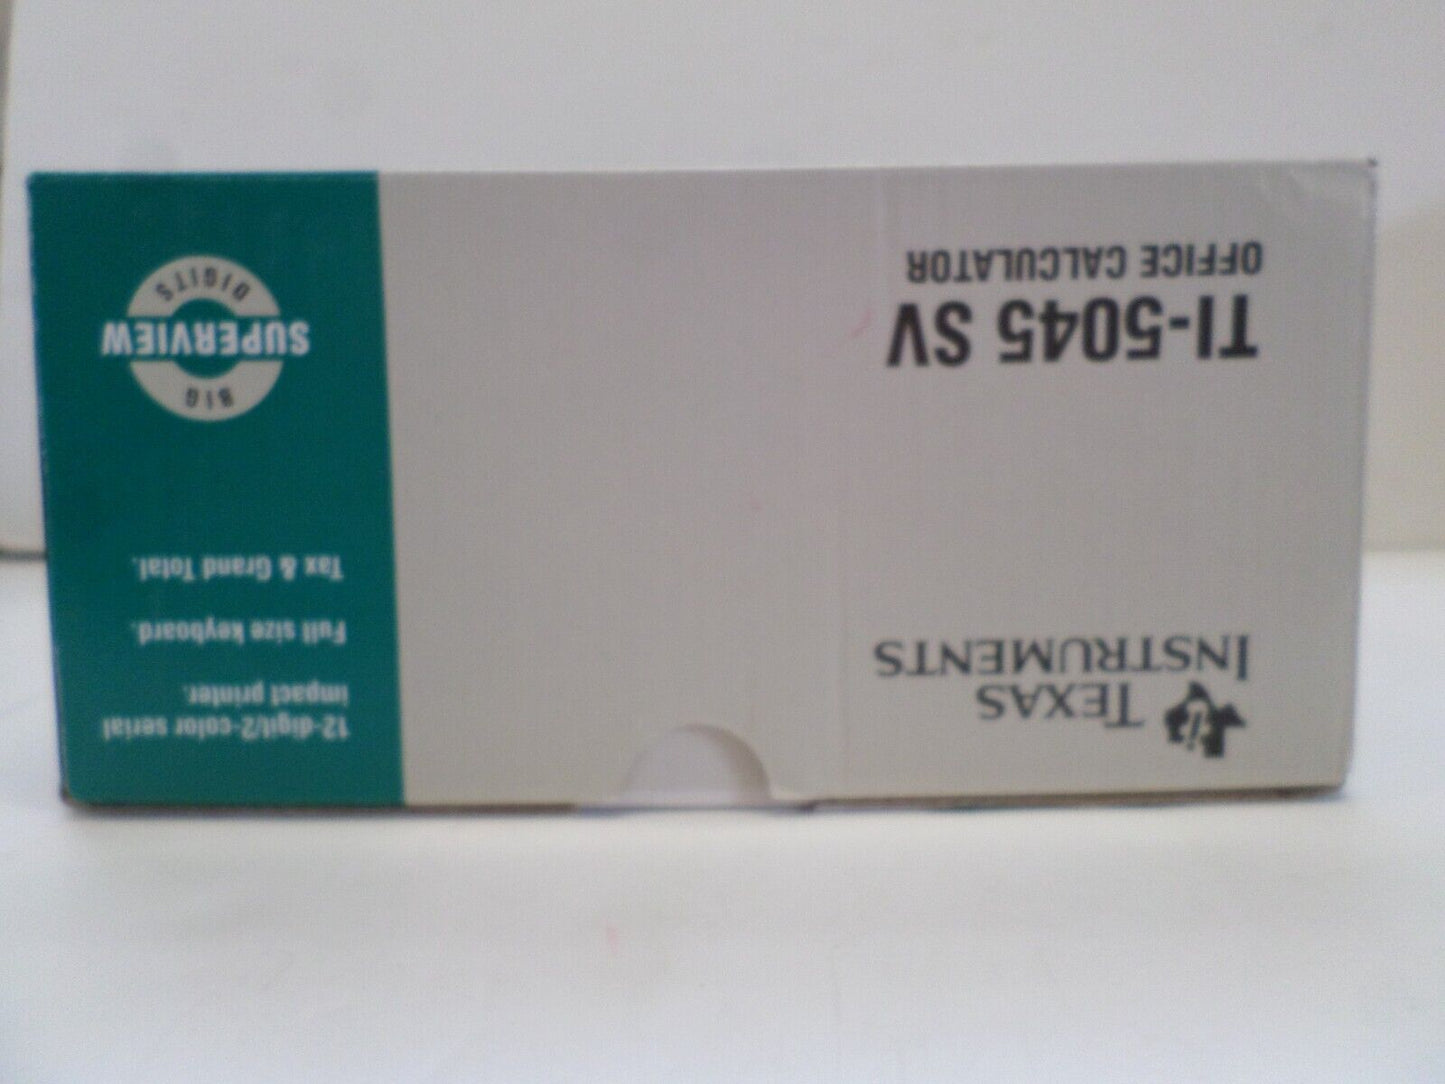 TEXAS
INSTRUMENTS
TI-5045 SV
OFFICE CALCULATOR
12-digit/2-color serial
impact printer.
Full size keyboard.
Tax & Grand Total.
BIG
SUPERVIEW
DIGITS